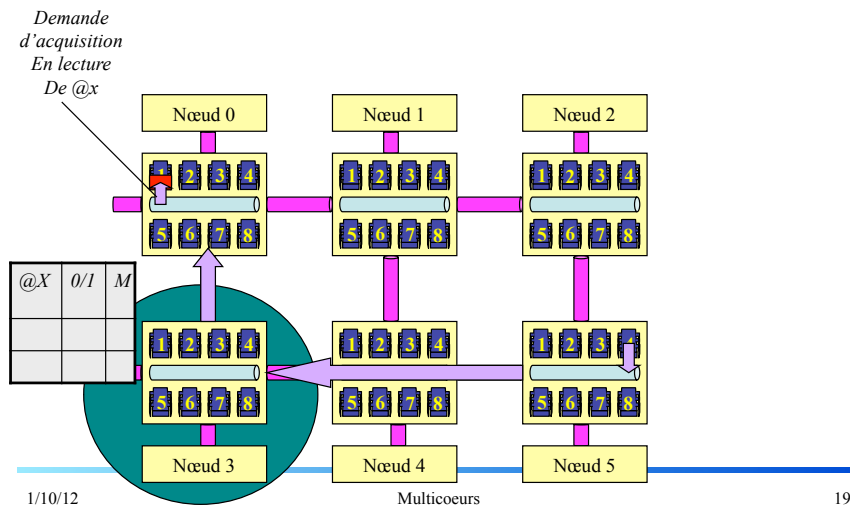 Demande
d'acquisition
En lecture
De @x
Nœud 0 Nœud 1 Nœud 2
1 2 3 4 1 2 3 4 1 2 3 4
5 6 7 8 5 6 7 8 5 6 7 8
@X 0/1 M
1 2 3 4 1 2 3 4 1 2 3 4
5 6 7 8 5 6 7 8 5 6 7 8
Nœud 3 Nœud 4 Nœud 5
1/10/12 Multicoeurs 19